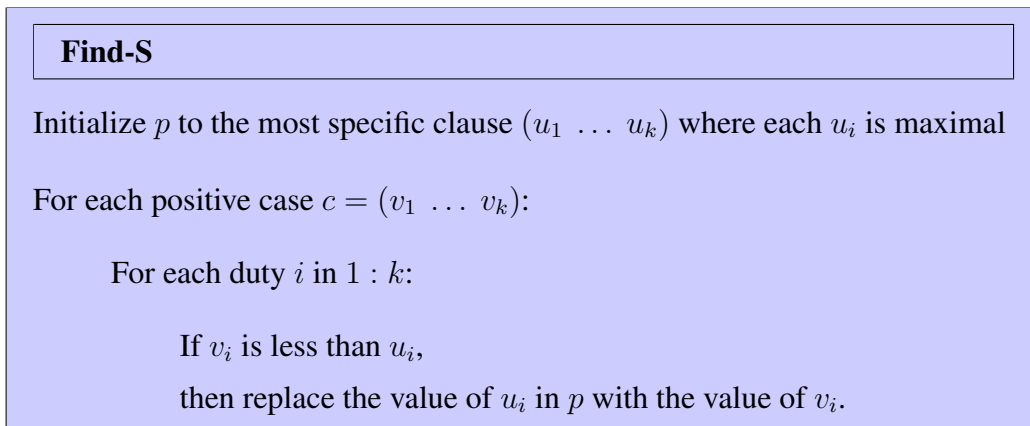 Find-S
Initialize p to the most specific clause (u₁ … uₖ) where each uᵢ is maximal
For each positive case c = (v₁ … vₖ):
For each duty i in 1 : k:
If vᵢ is less than uᵢ,
then replace the value of uᵢ in p with the value of vᵢ.